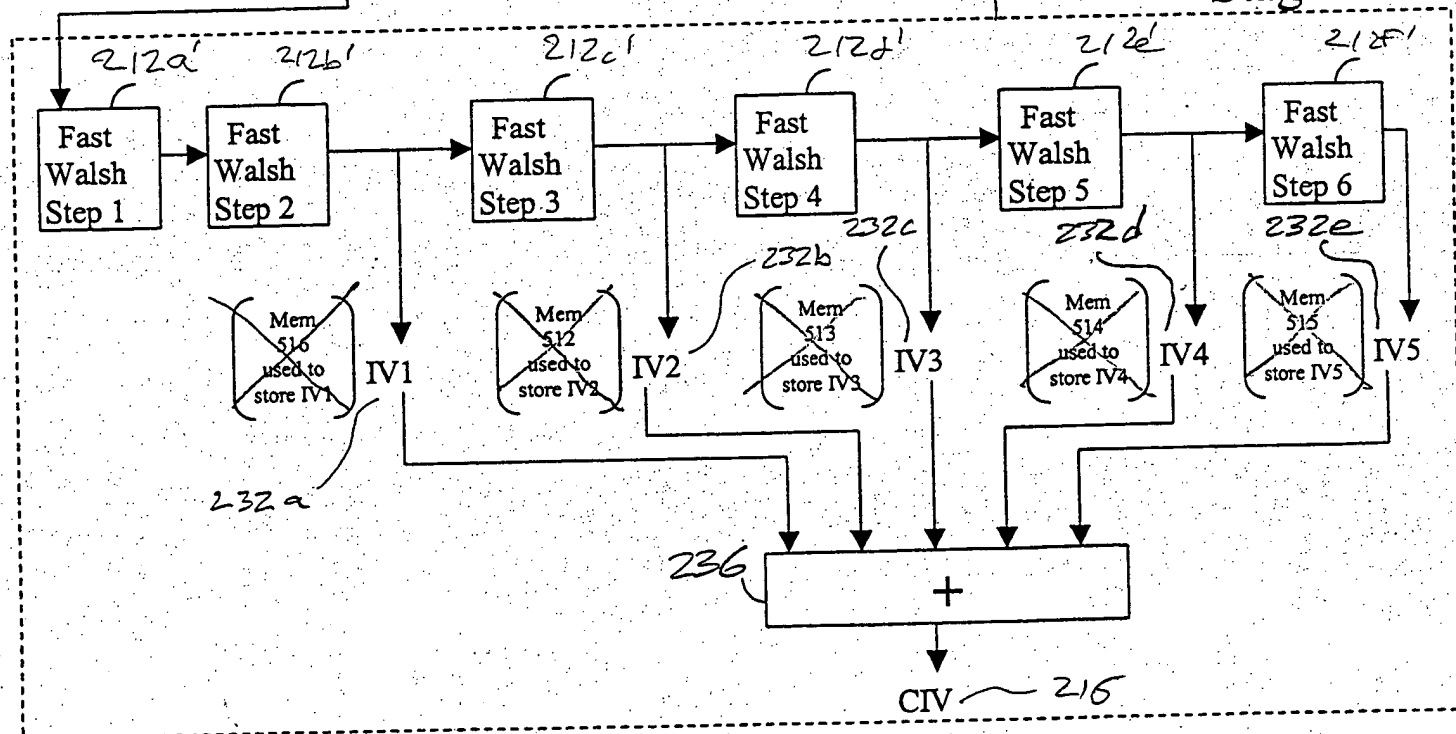 212a'
212b'
212c'
212d'
212e'
212F'
Fast
Walsh
Step 1
Fast
Walsh
Step 2
Fast
Walsh
Step 3
Fast
Walsh
Step 4
Fast
Walsh
Step 5
Fast
Walsh
Step 6
232b
232c
232d
232e
Mem
516
used to
store IV1
IV1
Mem
512
used to
store IV2
IV2
Mem
513
used to
store IV3
IV3
Mem
514
used to
store IV4
IV4
Mem
515
used to
store IV5
IV5
232a
236
+
CIV
216